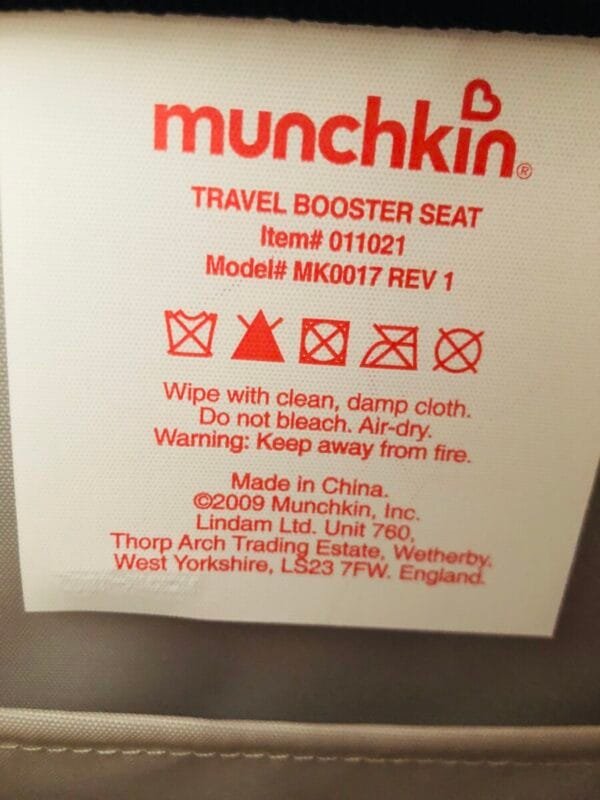 munchkin®
TRAVEL BOOSTER SEAT
Item# 011021
Model# MK0017 REV 1
Wipe with clean, damp cloth.
Do not bleach. Air-dry.
Warning: Keep away from fire.
Made in China.
©2009 Munchkin, Inc.
Lindam Ltd. Unit 760,
Thorp Arch Trading Estate, Wetherby,
West Yorkshire, LS23 7FW. England.